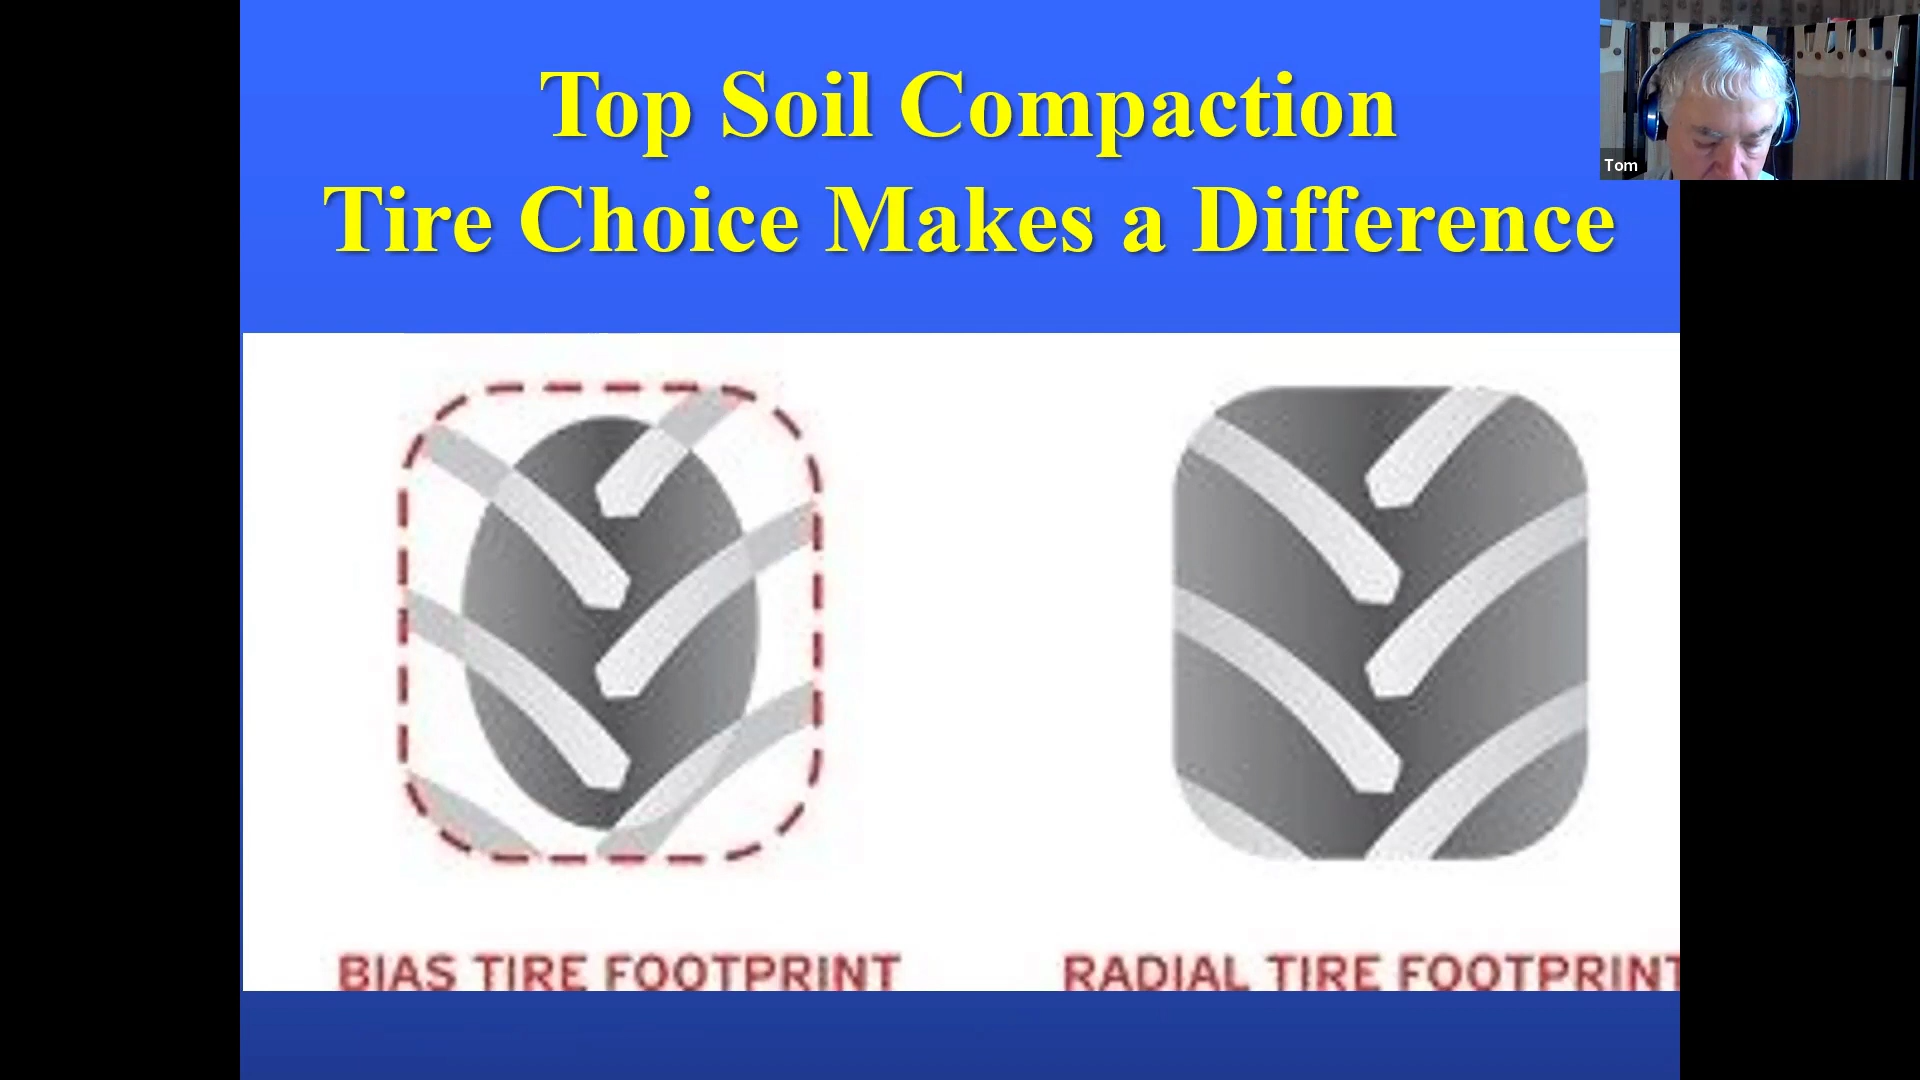 Top Soil Compaction
Tire Choice Makes a Difference
Tom
BIAS TIRE FOOTPRINT
RADIAL TIRE FOOTPRINT